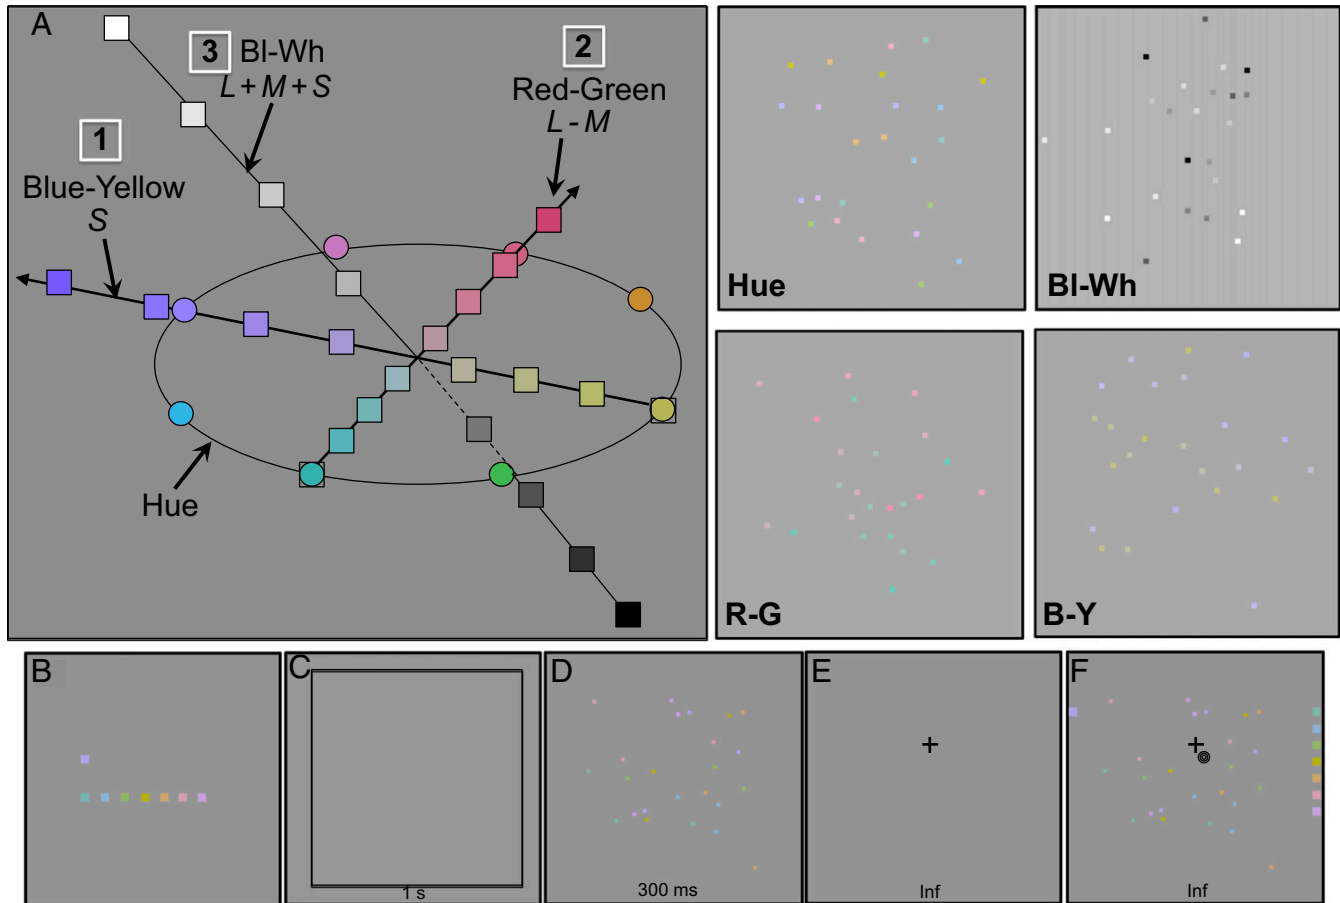 A
3 Bl-Wh
L+M+S
2
Red-Green
L-M
1
Blue-Yellow
S
Hue
Hue
Bl-Wh
R-G
B-Y
B
C
1 s
D
300 ms
E
Inf
F
Inf